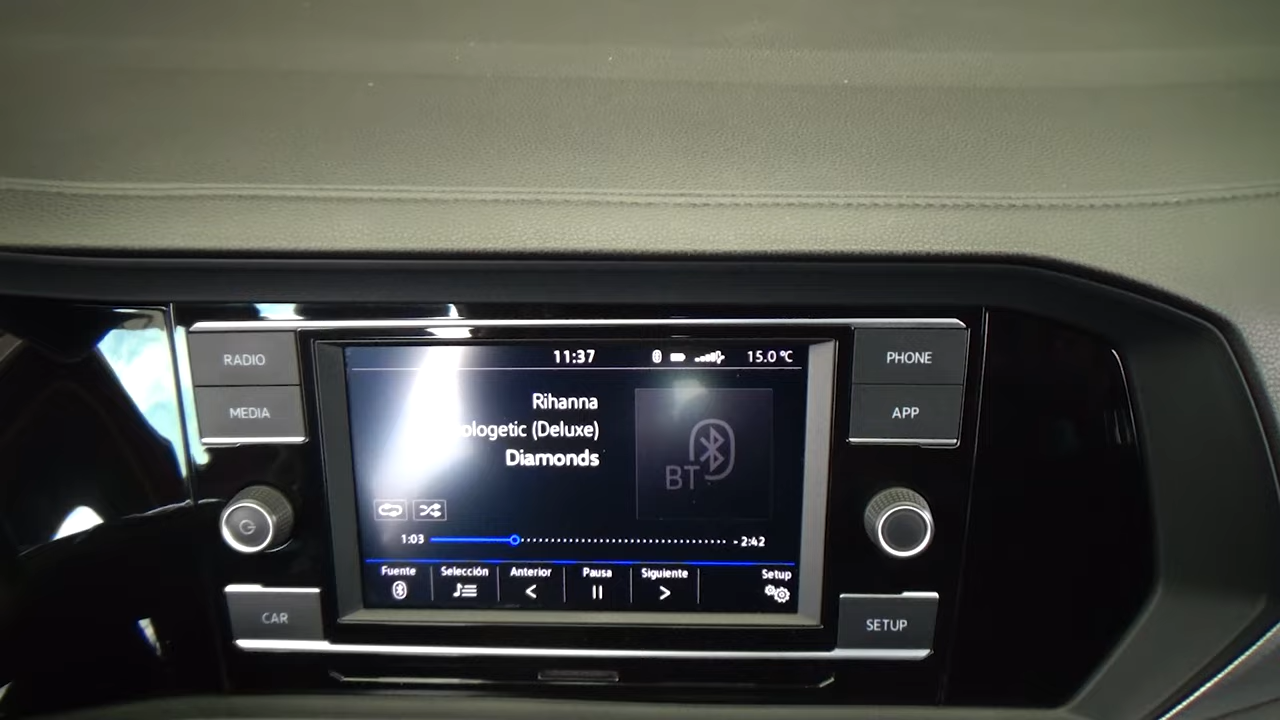 RADIO
MEDIA
11:37
15.0 °C
Rihanna
(Deluxe)
Diamonds
BT
1:03
- 2:42
Fuente
Selección
Anterior
Pausa
Siguiente
Setup
PHONE
APP
CAR
SETUP